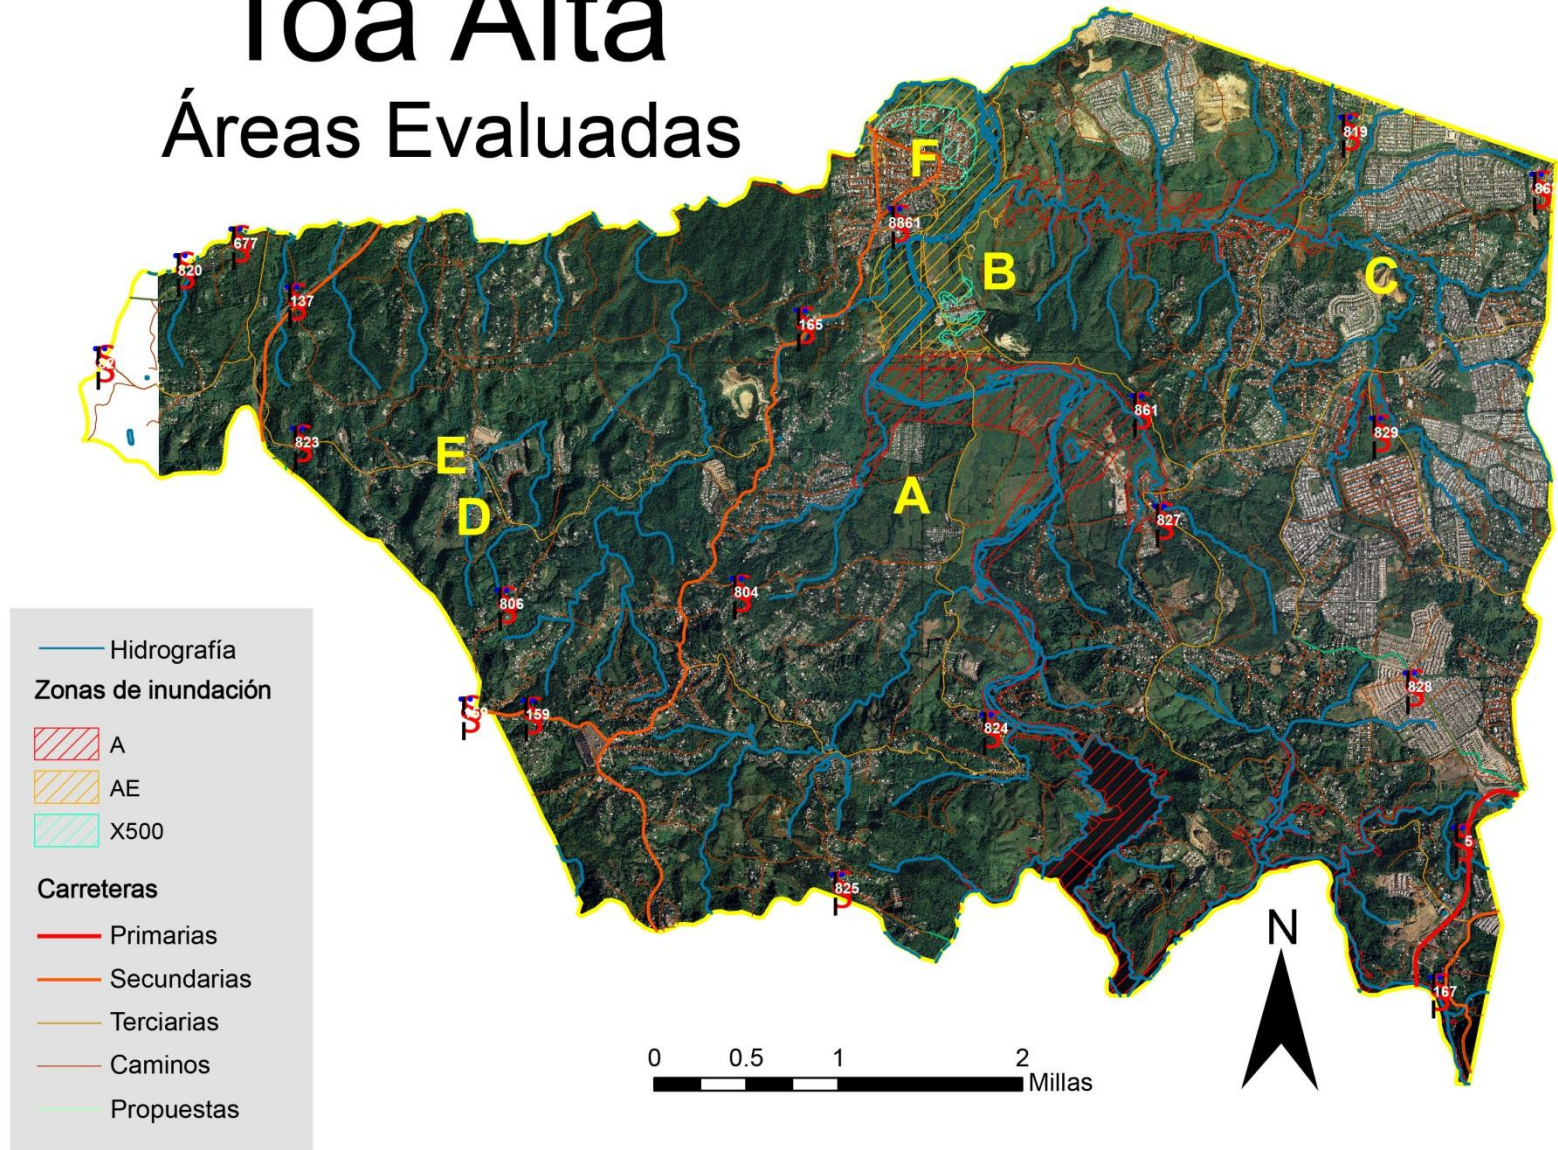 Toa Alta
Áreas Evaluadas
819
F
677
8861
820
B
C
137
165
861
829
823
E
A
D
827
806
804
828
159
824
5
825
167
Hidrografía
Zonas de inundación
A
AE
X500
Carreteras
Primarias
Secundarias
Terciarias
Caminos
Propuestas
N
0 0.5 1 2
Millas